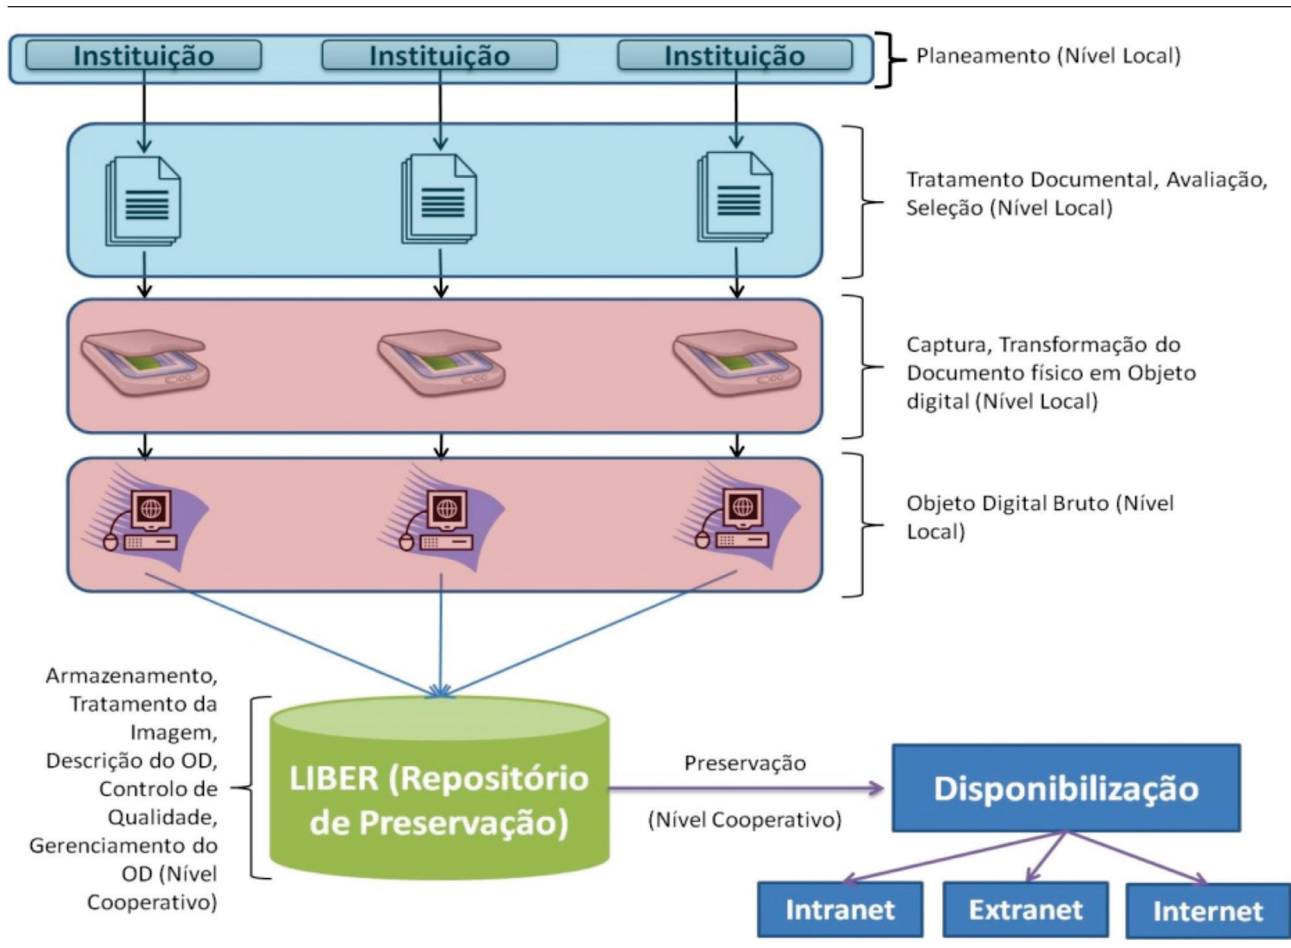 Instituição
Instituição
Instituição
Planeamento (Nível Local)
Tratamento Documental, Avaliação,
Seleção (Nível Local)
Captura, Transformação do
Documento físico em Objeto
digital (Nível Local)
Objeto Digital Bruto (Nível
Local)
Armazenamento,
Tratamento da
Imagem,
Descrição do OD,
Controlo de
Qualidade,
Gerenciamento do
OD (Nível
Cooperativo)
LIBER (Repositório
de Preservação)
Preservação
(Nível Cooperativo)
Disponibilização
Intranet
Extranet
Internet